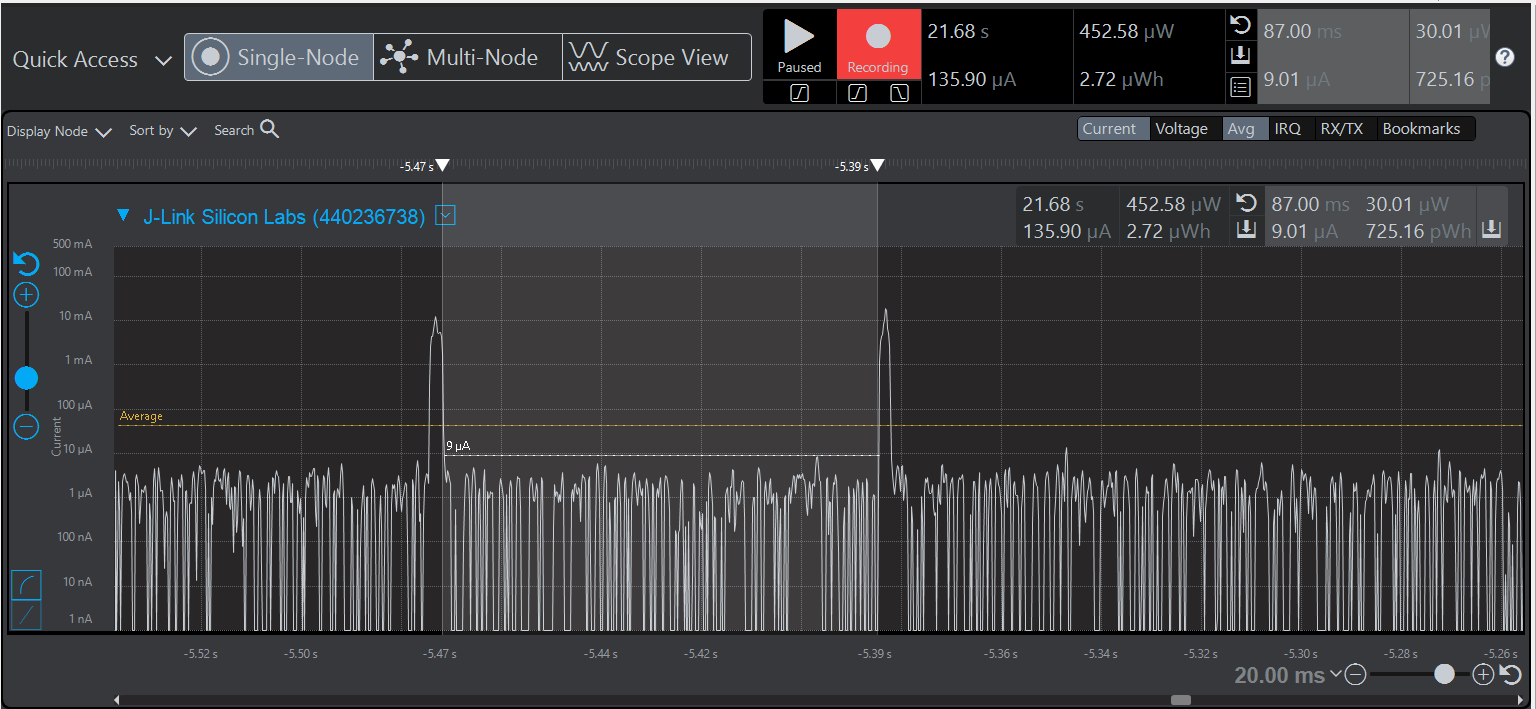 Quick Access
Single-Node
Multi-Node
Scope View
Paused
Recording
21.68 s
135.90 µA
452.58 µW
2.72 µWh
87.00 ms
9.01 µA
30.01 µW
725.16 p
?
Display Node
Sort by
Search
Current
Voltage
Avg
IRQ
RX/TX
Bookmarks
-5.47 s
-5.39 s
J-Link Silicon Labs (440236738)
21.68 s
135.90 µA
452.58 µW
2.72 µWh
87.00 ms
9.01 µA
30.01 µW
725.16 pWh
500 mA
100 mA
10 mA
1 mA
100 µA
10 µA
1 µA
100 nA
10 nA
1 nA
Current
Average
9 µA
-5.52 s
-5.50 s
-5.47 s
-5.44 s
-5.42 s
-5.39 s
-5.36 s
-5.34 s
-5.32 s
-5.30 s
-5.28 s
-5.26 s
20.00 ms